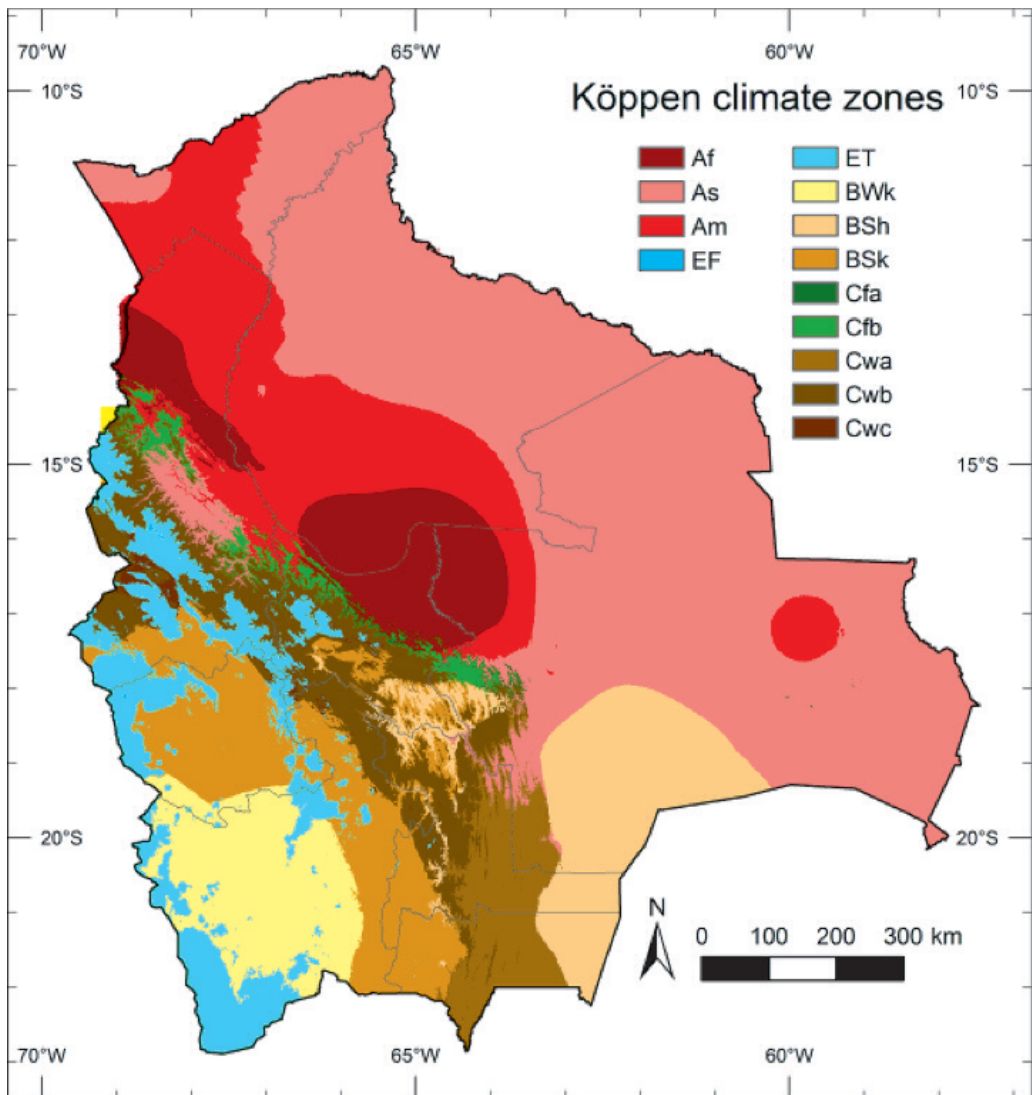 70°W 65°W 60°W
10°S 10°S
Köppen climate zones
Af ET
As BWk
Am BSh
EF BSk
Cfa
Cfb
Cwa
Cwb
Cwc
15°S 15°S
20°S 20°S
N
0 100 200 300 km
70°W 65°W 60°W